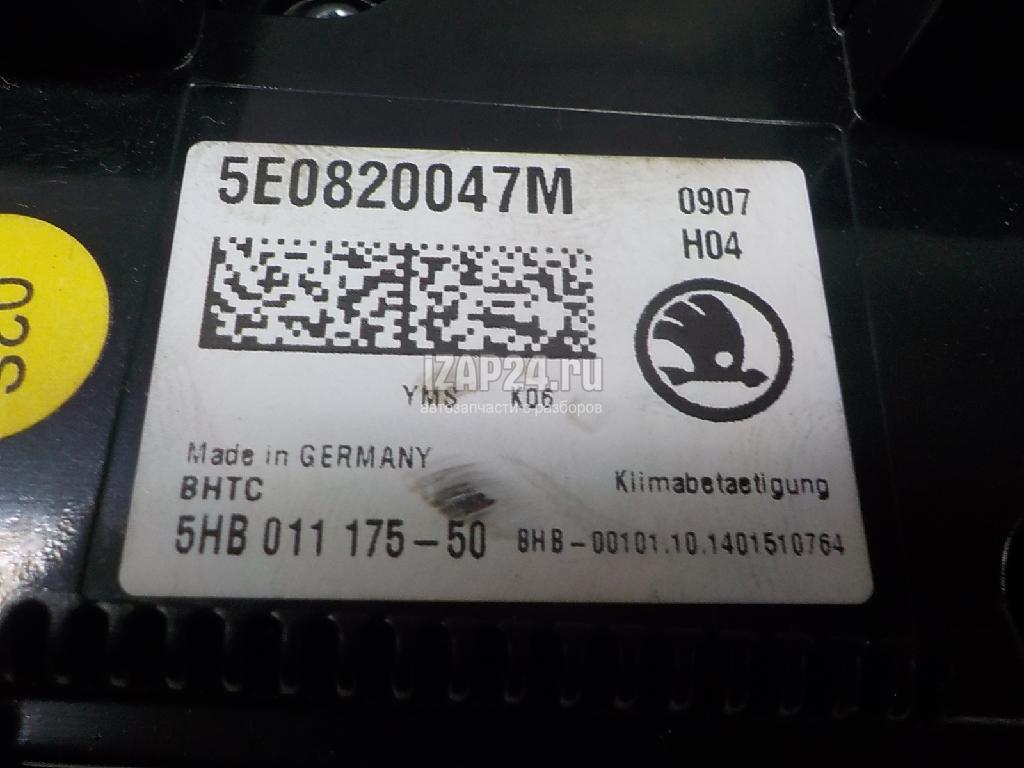 5E0820047M
0907
H04
IZAP24.ru
YMS K06
автозапчасти с разборов
Made in GERMANY
BHTC
Klimabetaetigung
5HB 011 175-50
BHB-00101.10.1401510764